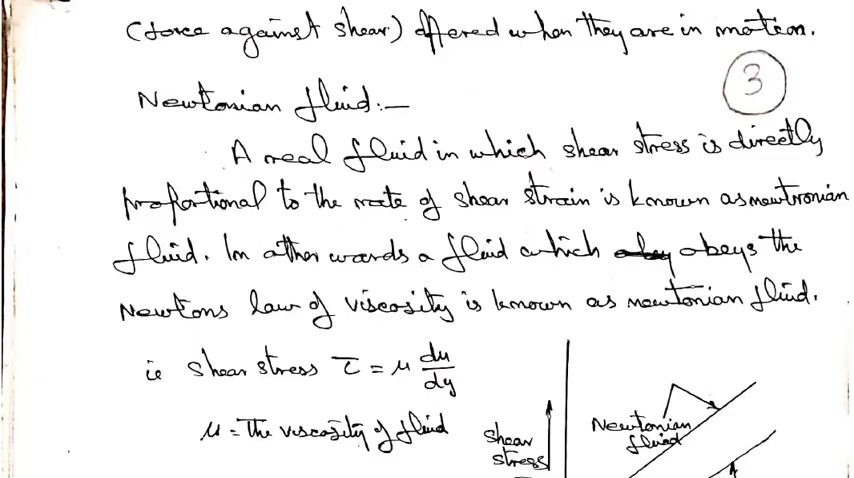 (force against shear) offered when they are in motion.
3
Newtonian fluid:-
A real fluid in which shear stress is directly
proportional to the rate of shear strain is known as newtronian
fluid. In other words a fluid which obeys the
Newtons law of viscosity is known as newtonian fluid.
ie shear stress τ = μ du/dy
μ = The viscosity of fluid
shear
stress
Newtonian
fluid